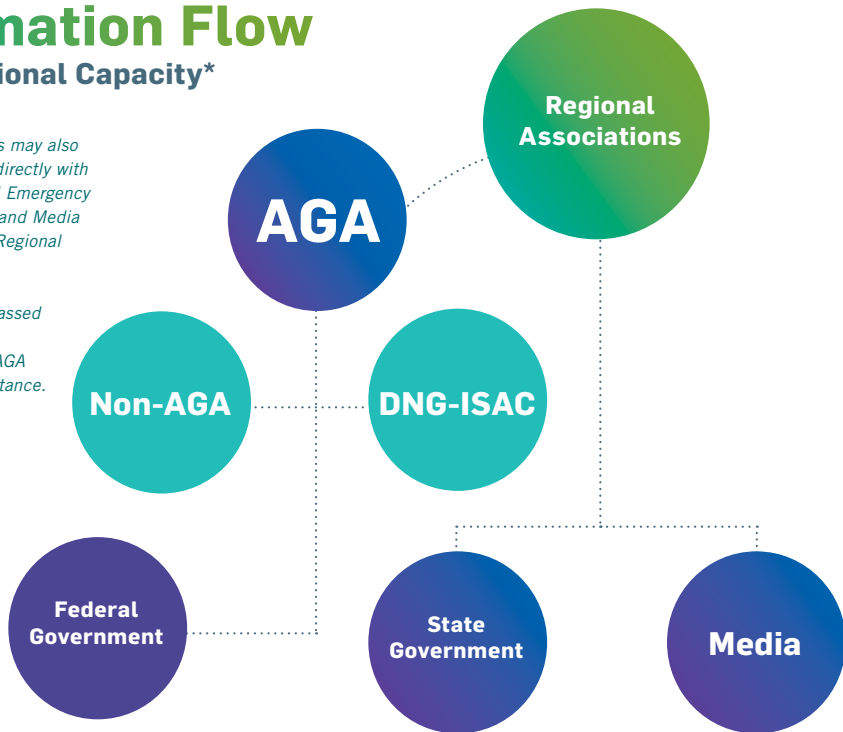 mation Flow
ional Capacity*
s may also
directly with
Emergency
and Media
Regional
assed
AGA
tance.
AGA
Regional
Associations
Non-AGA
DNG-ISAC
Federal
Government
State
Government
Media